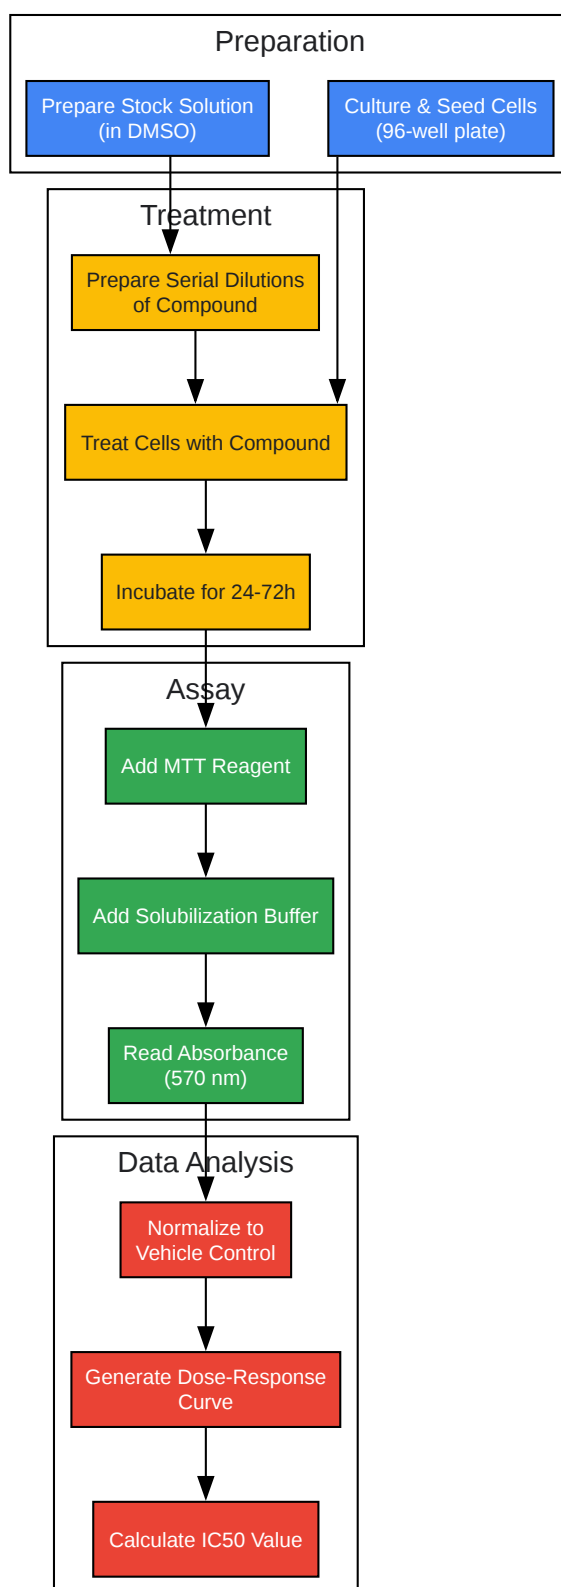 Preparation
Prepare Stock Solution
(in DMSO)
Culture & Seed Cells
(96-well plate)
Treatment
Prepare Serial Dilutions
of Compound
Treat Cells with Compound
Incubate for 24-72h
Assay
Add MTT Reagent
Add Solubilization Buffer
Read Absorbance
(570 nm)
Data Analysis
Normalize to
Vehicle Control
Generate Dose-Response
Curve
Calculate IC50 Value